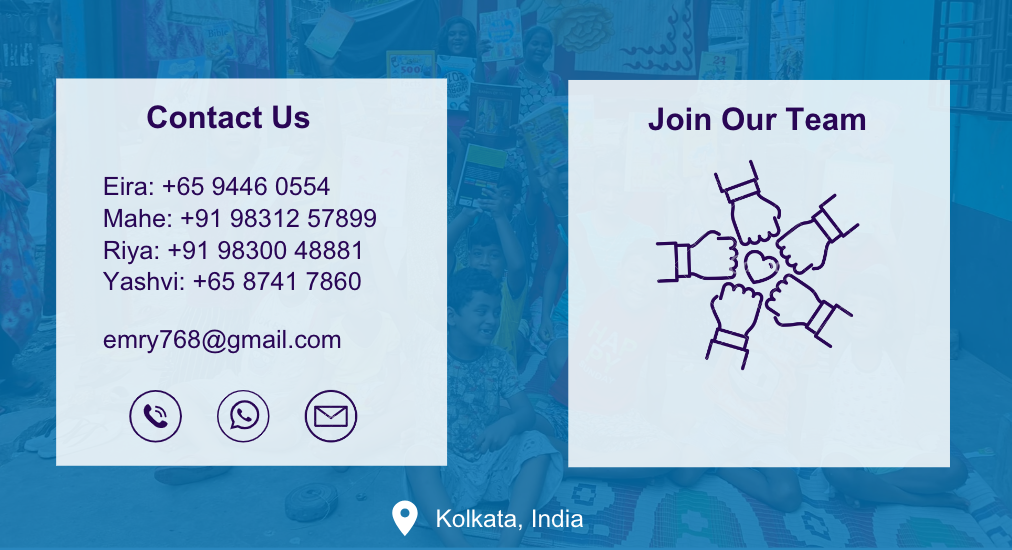 Contact Us
Eira: +65 9446 0554
Mahe: +91 98312 57899
Riya: +91 98300 48881
Yashvi: +65 8741 7860
emry768@gmail.com
Join Our Team
Kolkata, India